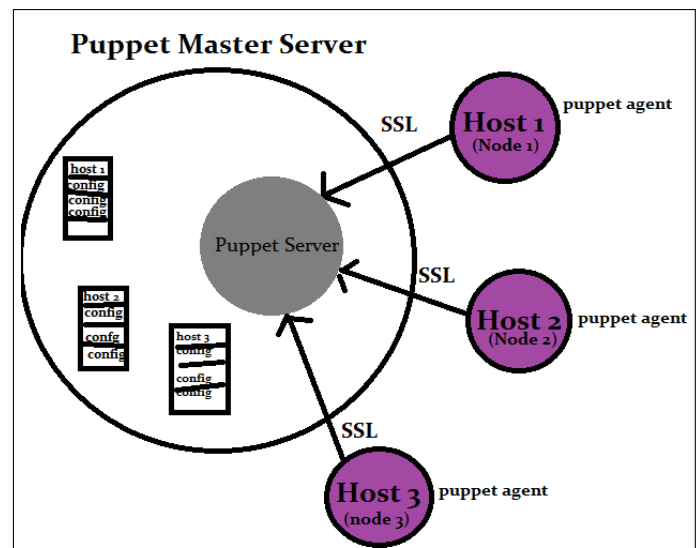 Puppet Master Server
SSL
Host 1
(Node 1)
puppet agent
host 1
config
config
config
Puppet Server
SSL
Host 2
(Node 2)
puppet agent
host 2
config
confg
config
host 3
config
config
config
SSL
Host 3
(node 3)
puppet agent